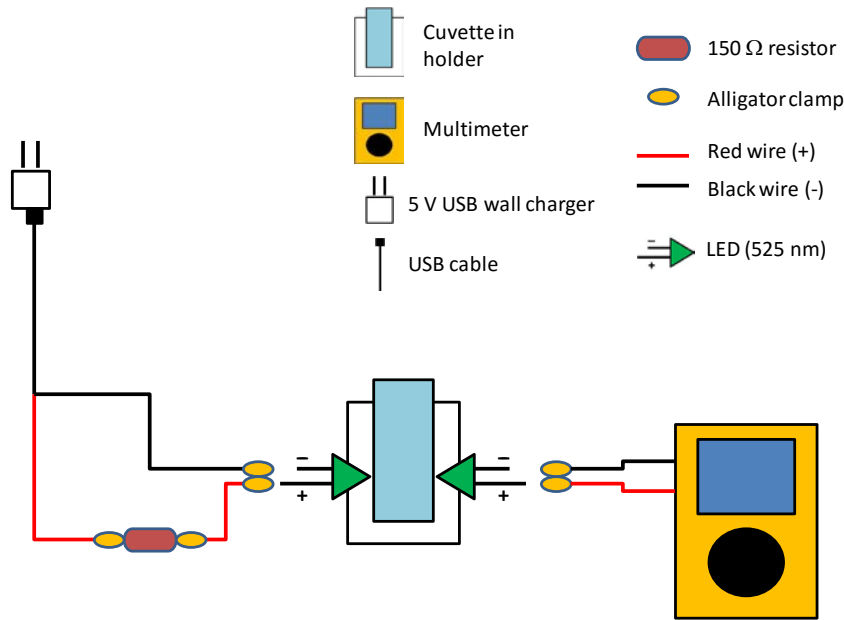 Cuvette in
holder
Multimeter
5 V USB wall charger
USB cable
150 Ω resistor
Alligator clamp
Red wire (+)
Black wire (-)
−
+
LED (525 nm)
−
+
−
+